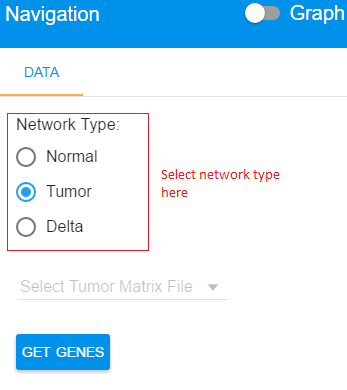 Navigation
Graph
DATA
Network Type:
Normal
Tumor
Delta
Select network type
here
Select Tumor Matrix File
GET GENES